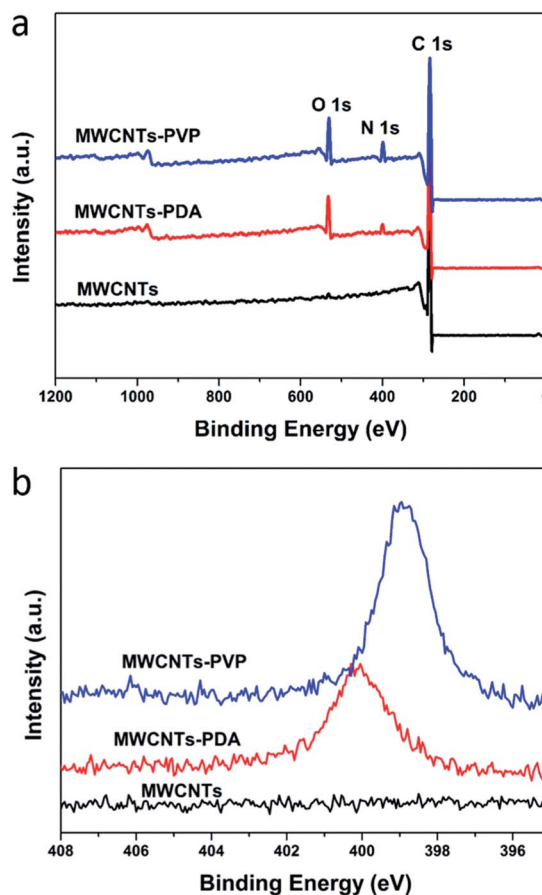 a
C 1s
O 1s
N 1s
MWCNTs-PVP
MWCNTs-PDA
MWCNTs
Intensity (a.u.)
1200 1000 800 600 400 200
Binding Energy (eV)
b
MWCNTs-PVP
MWCNTs-PDA
MWCNTs
Intensity (a.u.)
408 406 404 402 400 398 396
Binding Energy (eV)